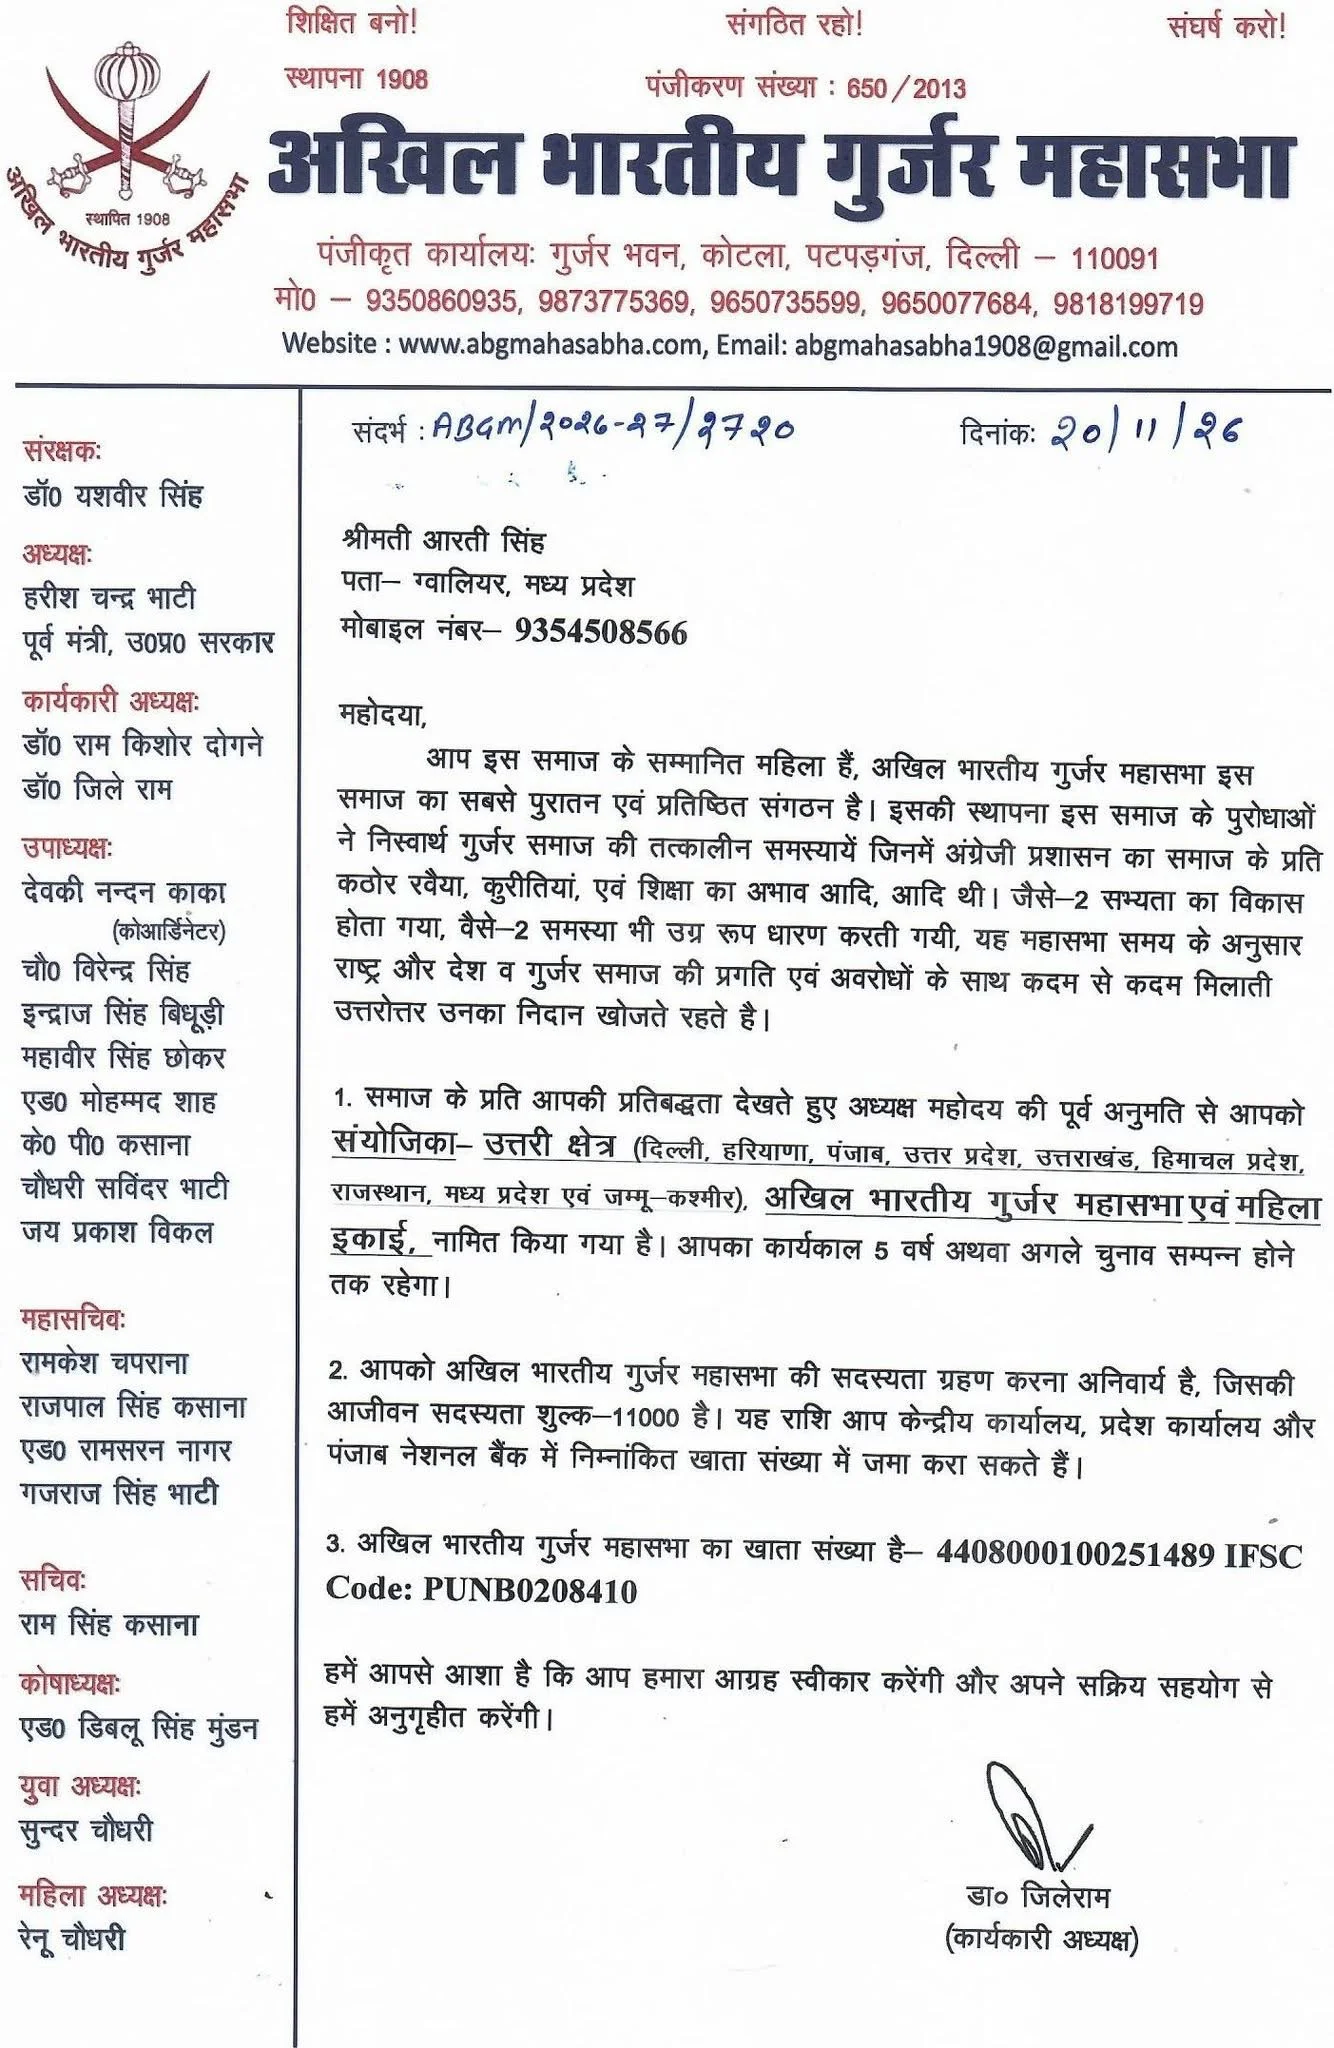 शिक्षित बनो! संगठित रहो! संघर्ष करो!
स्थापना 1908 पंजीकरण संख्या : 650/2013
अखिल भारतीय गुर्जर महासभा
स्थापित 1908
अखिल भारतीय गुर्जर महासभा
पंजीकृत कार्यालयः गुर्जर भवन, कोटला, पटपड़गंज, दिल्ली – 110091
मो0 – 9350860935, 9873775369, 9650735599, 9650077684, 9818199719
Website : www.abgmahasabha.com, Email: abgmahasabha1908@gmail.com
संरक्षकः
डॉ0 यशवीर सिंह
अध्यक्षः
हरीश चन्द्र भाटी
पूर्व मंत्री, उ0प्र0 सरकार
कार्यकारी अध्यक्षः
डॉ0 राम किशोर दोगने
डॉ0 जिले राम
उपाध्यक्षः
देवकी नन्दन काका
(कोआर्डिनेटर)
चौ0 विरेन्द्र सिंह
इन्द्राज सिंह बिधूड़ी
महावीर सिंह छोकर
एड0 मोहम्मद शाह
के0 पी0 कसाना
चौधरी सविंदर भाटी
जय प्रकाश विकल
महासचिवः
रामकेश चपराना
राजपाल सिंह कसाना
एड0 रामसरन नागर
गजराज सिंह भाटी
सचिवः
राम सिंह कसाना
कोषाध्यक्षः
एड0 डिबलू सिंह मुंडन
युवा अध्यक्षः
सुन्दर चौधरी
महिला अध्यक्षः
रेनू चौधरी
संदर्भ : ABGM/2026-27/2720 दिनांकः 20/11/26
श्रीमती आरती सिंह
पता– ग्वालियर, मध्य प्रदेश
मोबाइल नंबर– 9354508566
महोदया,
आप इस समाज के सम्मानित महिला हैं, अखिल भारतीय गुर्जर महासभा इस
समाज का सबसे पुरातन एवं प्रतिष्ठित संगठन है। इसकी स्थापना इस समाज के पुरोधाओं
ने निस्वार्थ गुर्जर समाज की तत्कालीन समस्यायें जिनमें अंग्रेजी प्रशासन का समाज के प्रति
कठोर रवैया, कुरीतियां, एवं शिक्षा का अभाव आदि, आदि थी। जैसे–2 सभ्यता का विकास
होता गया, वैसे–2 समस्या भी उग्र रूप धारण करती गयी, यह महासभा समय के अनुसार
राष्ट्र और देश व गुर्जर समाज की प्रगति एवं अवरोधों के साथ कदम से कदम मिलाती
उत्तरोत्तर उनका निदान खोजते रहते है।
1. समाज के प्रति आपकी प्रतिबद्धता देखते हुए अध्यक्ष महोदय की पूर्व अनुमति से आपको
संयोजिका– उत्तरी क्षेत्र (दिल्ली, हरियाणा, पंजाब, उत्तर प्रदेश, उत्तराखंड, हिमाचल प्रदेश,
राजस्थान, मध्य प्रदेश एवं जम्मू–कश्मीर), अखिल भारतीय गुर्जर महासभा एवं महिला
इकाई, नामित किया गया है। आपका कार्यकाल 5 वर्ष अथवा अगले चुनाव सम्पन्न होने
तक रहेगा।
2. आपको अखिल भारतीय गुर्जर महासभा की सदस्यता ग्रहण करना अनिवार्य है, जिसकी
आजीवन सदस्यता शुल्क–11000 है। यह राशि आप केन्द्रीय कार्यालय, प्रदेश कार्यालय और
पंजाब नेशनल बैंक में निम्नांकित खाता संख्या में जमा करा सकते हैं।
3. अखिल भारतीय गुर्जर महासभा का खाता संख्या है– 4408000100251489 IFSC
Code: PUNB0208410
हमें आपसे आशा है कि आप हमारा आग्रह स्वीकार करेंगी और अपने सक्रिय सहयोग से
हमें अनुगृहीत करेंगी।
डा० जिलेराम
(कार्यकारी अध्यक्ष)